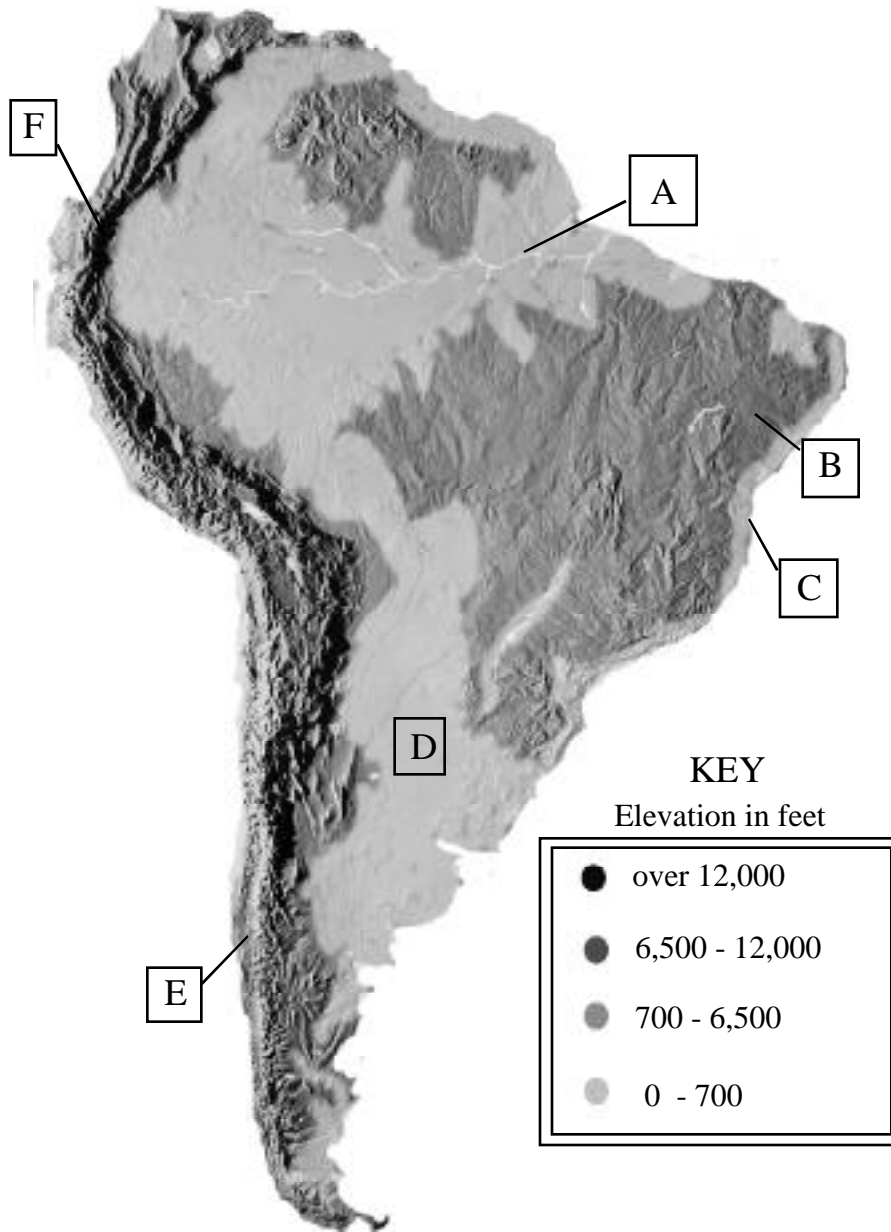 F
A
B
C
D
E
KEY
Elevation in feet
over 12,000
6,500 - 12,000
700 - 6,500
0 - 700